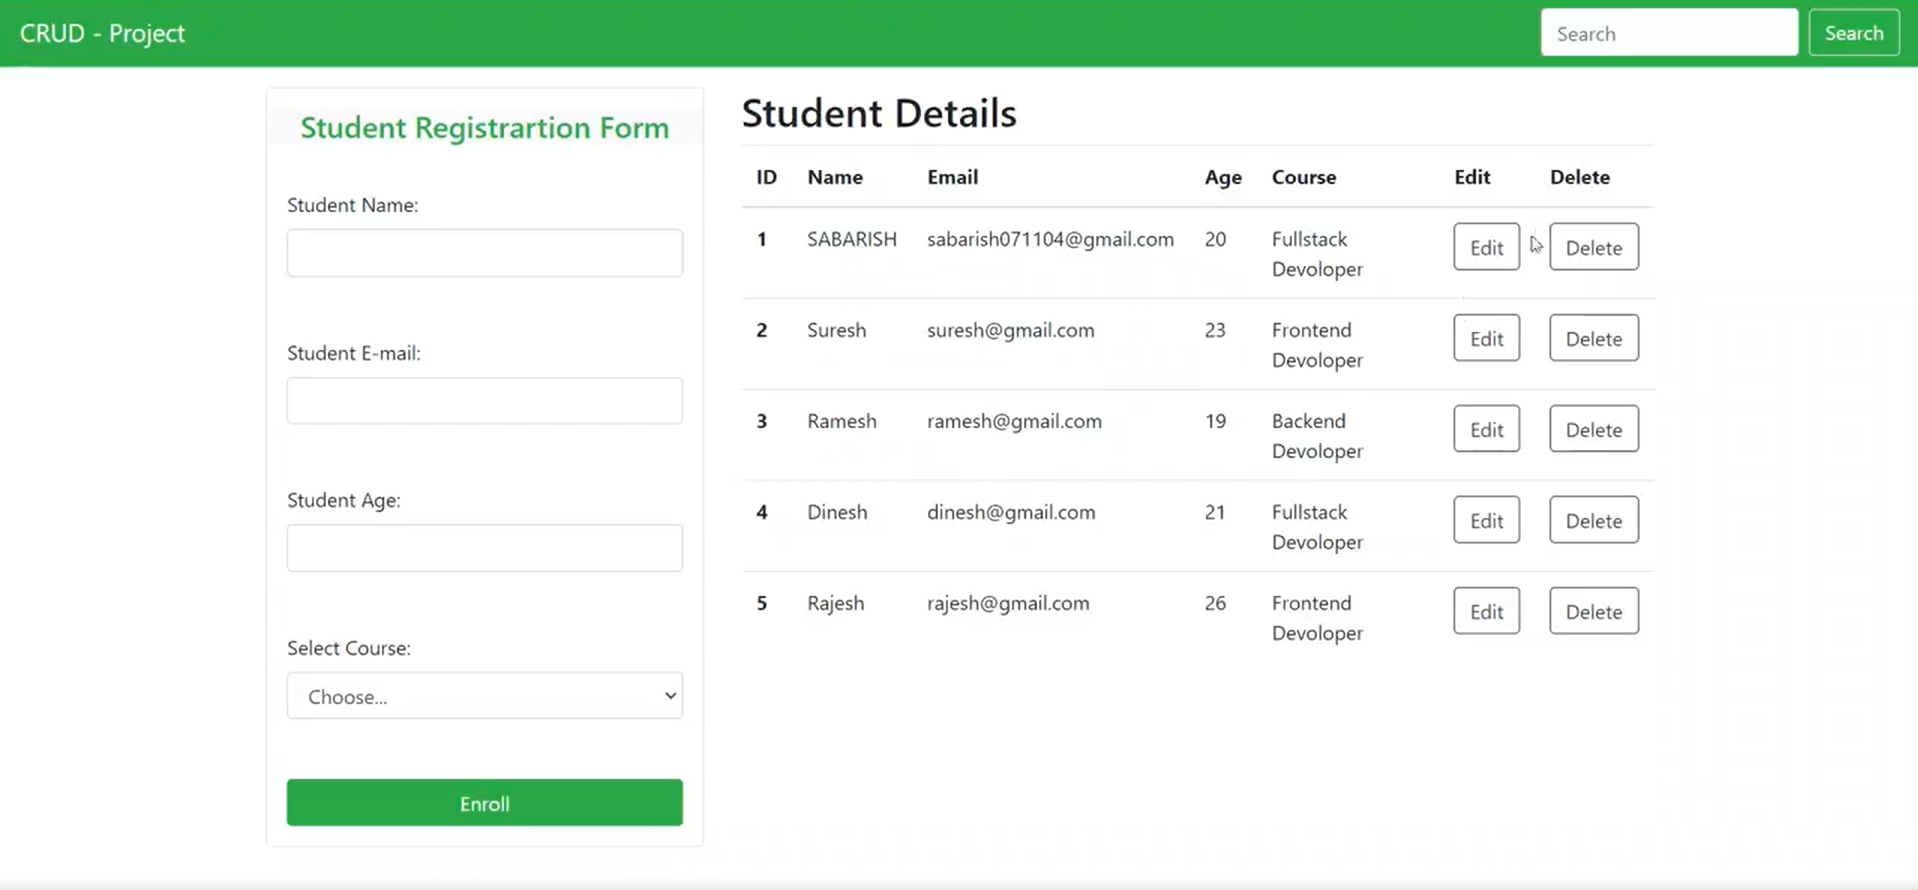 CRUD - Project
Search
Search
Student Registrartion Form
Student Name:
Student E-mail:
Student Age:
Select Course:
Choose...
Enroll
Student Details
ID Name Email Age Course Edit Delete
1 SABARISH sabarish071104@gmail.com 20 Fullstack Edit Delete
Devoloper
2 Suresh suresh@gmail.com 23 Frontend Edit Delete
Devoloper
3 Ramesh ramesh@gmail.com 19 Backend Edit Delete
Devoloper
4 Dinesh dinesh@gmail.com 21 Fullstack Edit Delete
Devoloper
5 Rajesh rajesh@gmail.com 26 Frontend Edit Delete
Devoloper